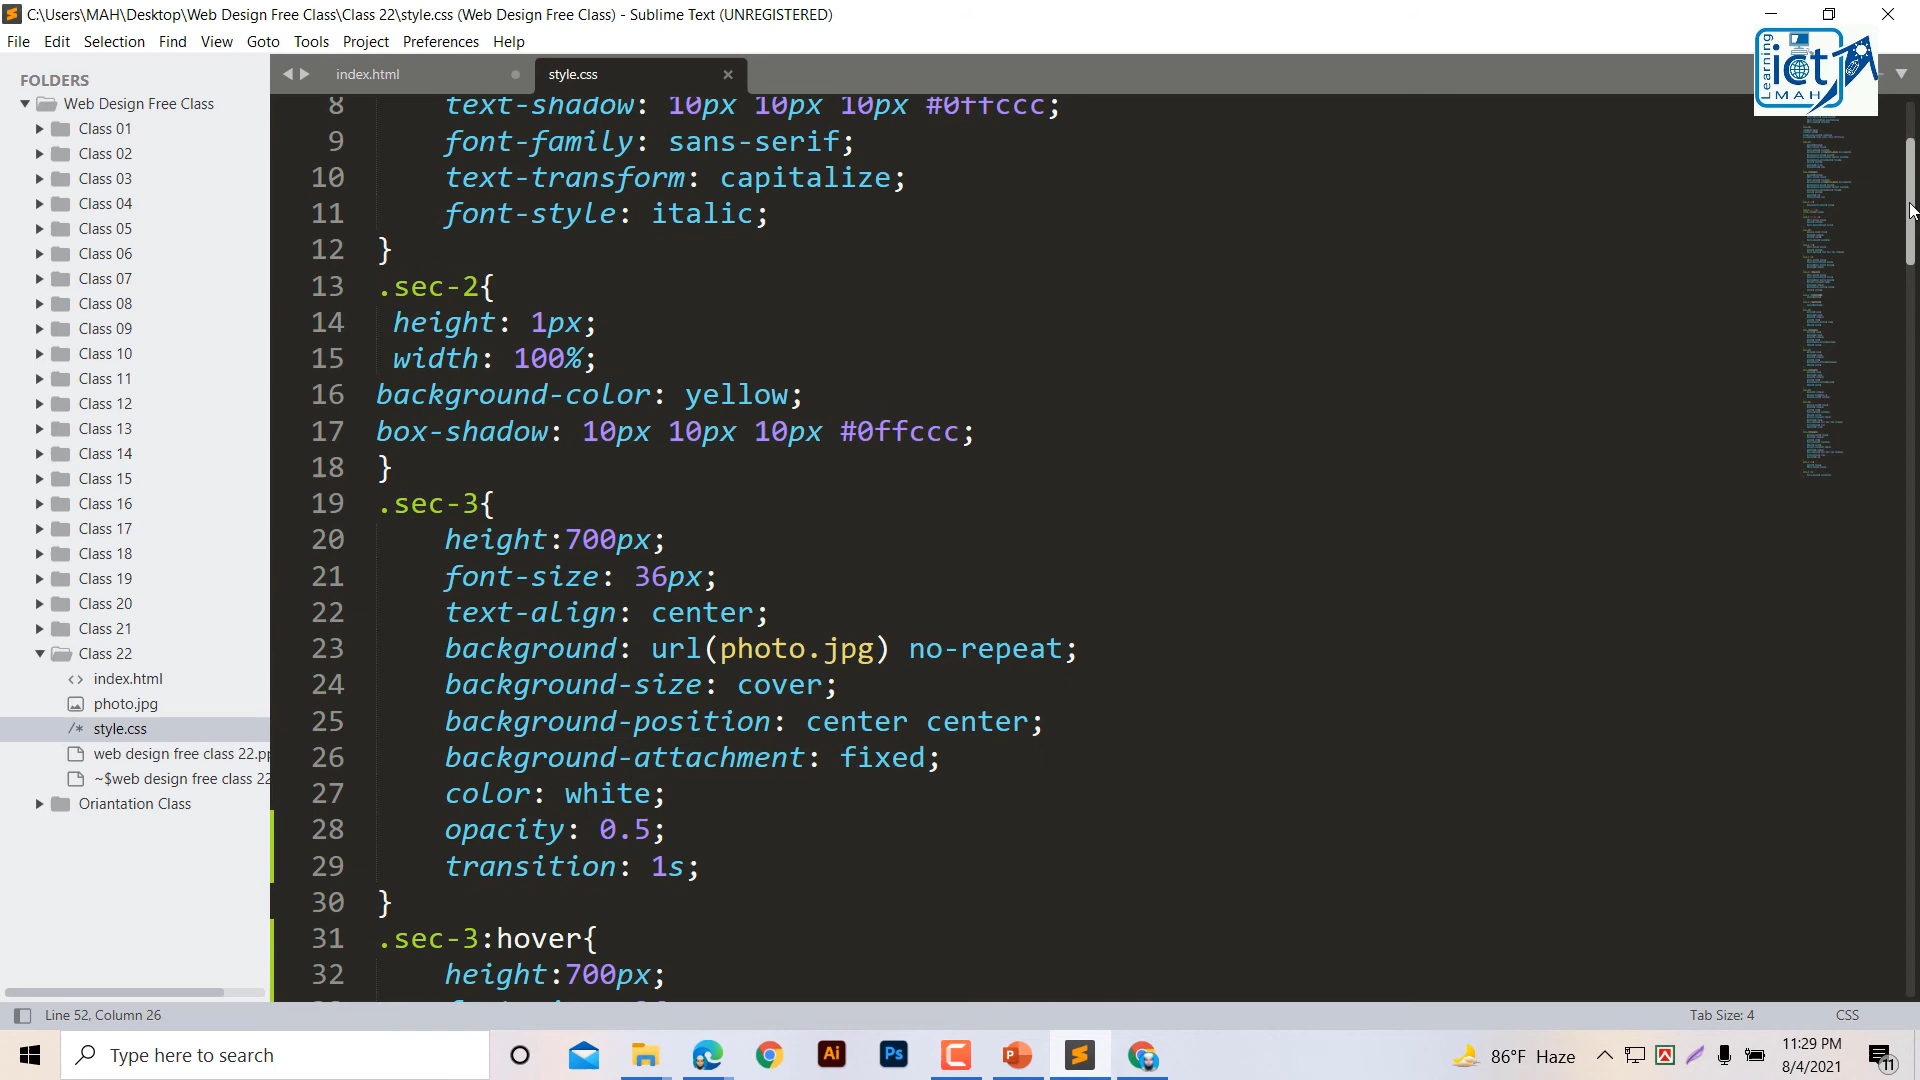 C:\Users\MAH\Desktop\Web Design Free Class\Class 22\style.css (Web Design Free Class) - Sublime Text (UNREGISTERED)
File Edit Selection Find View Goto Tools Project Preferences Help
Learning ict MAH
FOLDERS
Web Design Free Class
Class 01
Class 02
Class 03
Class 04
Class 05
Class 06
Class 07
Class 08
Class 09
Class 10
Class 11
Class 12
Class 13
Class 14
Class 15
Class 16
Class 17
Class 18
Class 19
Class 20
Class 21
Class 22
<> index.html
photo.jpg
/* style.css
web design free class 22.pp
~$web design free class 22
Oriantation Class
index.html
style.css
8 text-shadow: 10px 10px 10px #0ffccc;
9 font-family: sans-serif;
10 text-transform: capitalize;
11 font-style: italic;
12 }
13 .sec-2{
14 height: 1px;
15 width: 100%;
16 background-color: yellow;
17 box-shadow: 10px 10px 10px #0ffccc;
18 }
19 .sec-3{
20 height:700px;
21 font-size: 36px;
22 text-align: center;
23 background: url(photo.jpg) no-repeat;
24 background-size: cover;
25 background-position: center center;
26 background-attachment: fixed;
27 color: white;
28 opacity: 0.5;
29 transition: 1s;
30 }
31 .sec-3:hover{
32 height:700px;
Line 52, Column 26
Tab Size: 4
CSS
Type here to search
Ai
Ps
86°F Haze
11:29 PM
8/4/2021
11